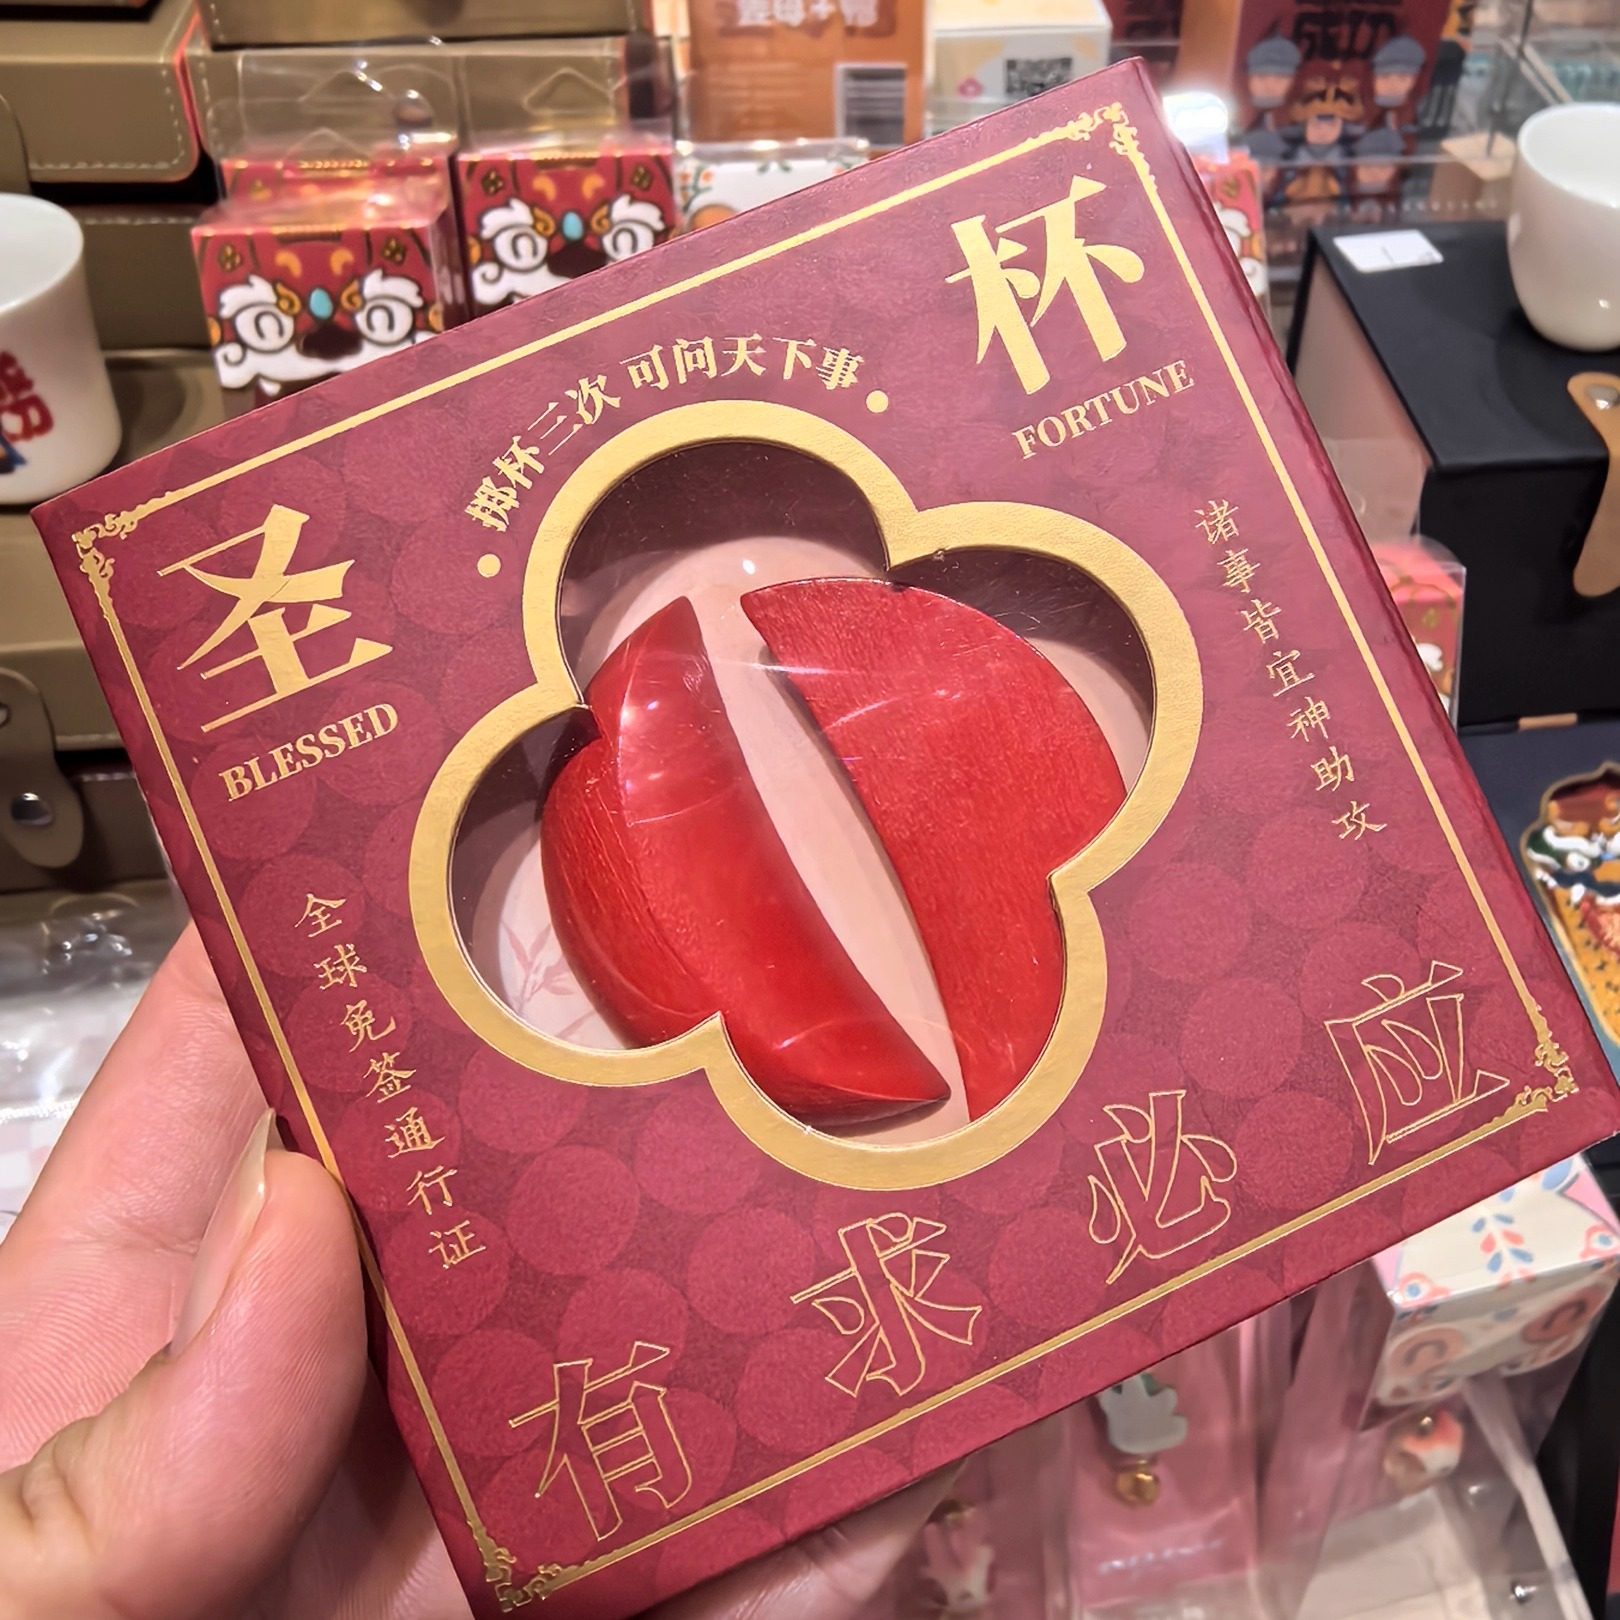 圣杯
BLESSED
FORTUNE
掷杯三次 可问天下事
诸事皆宜神助攻
全球免签通行证
有求必应